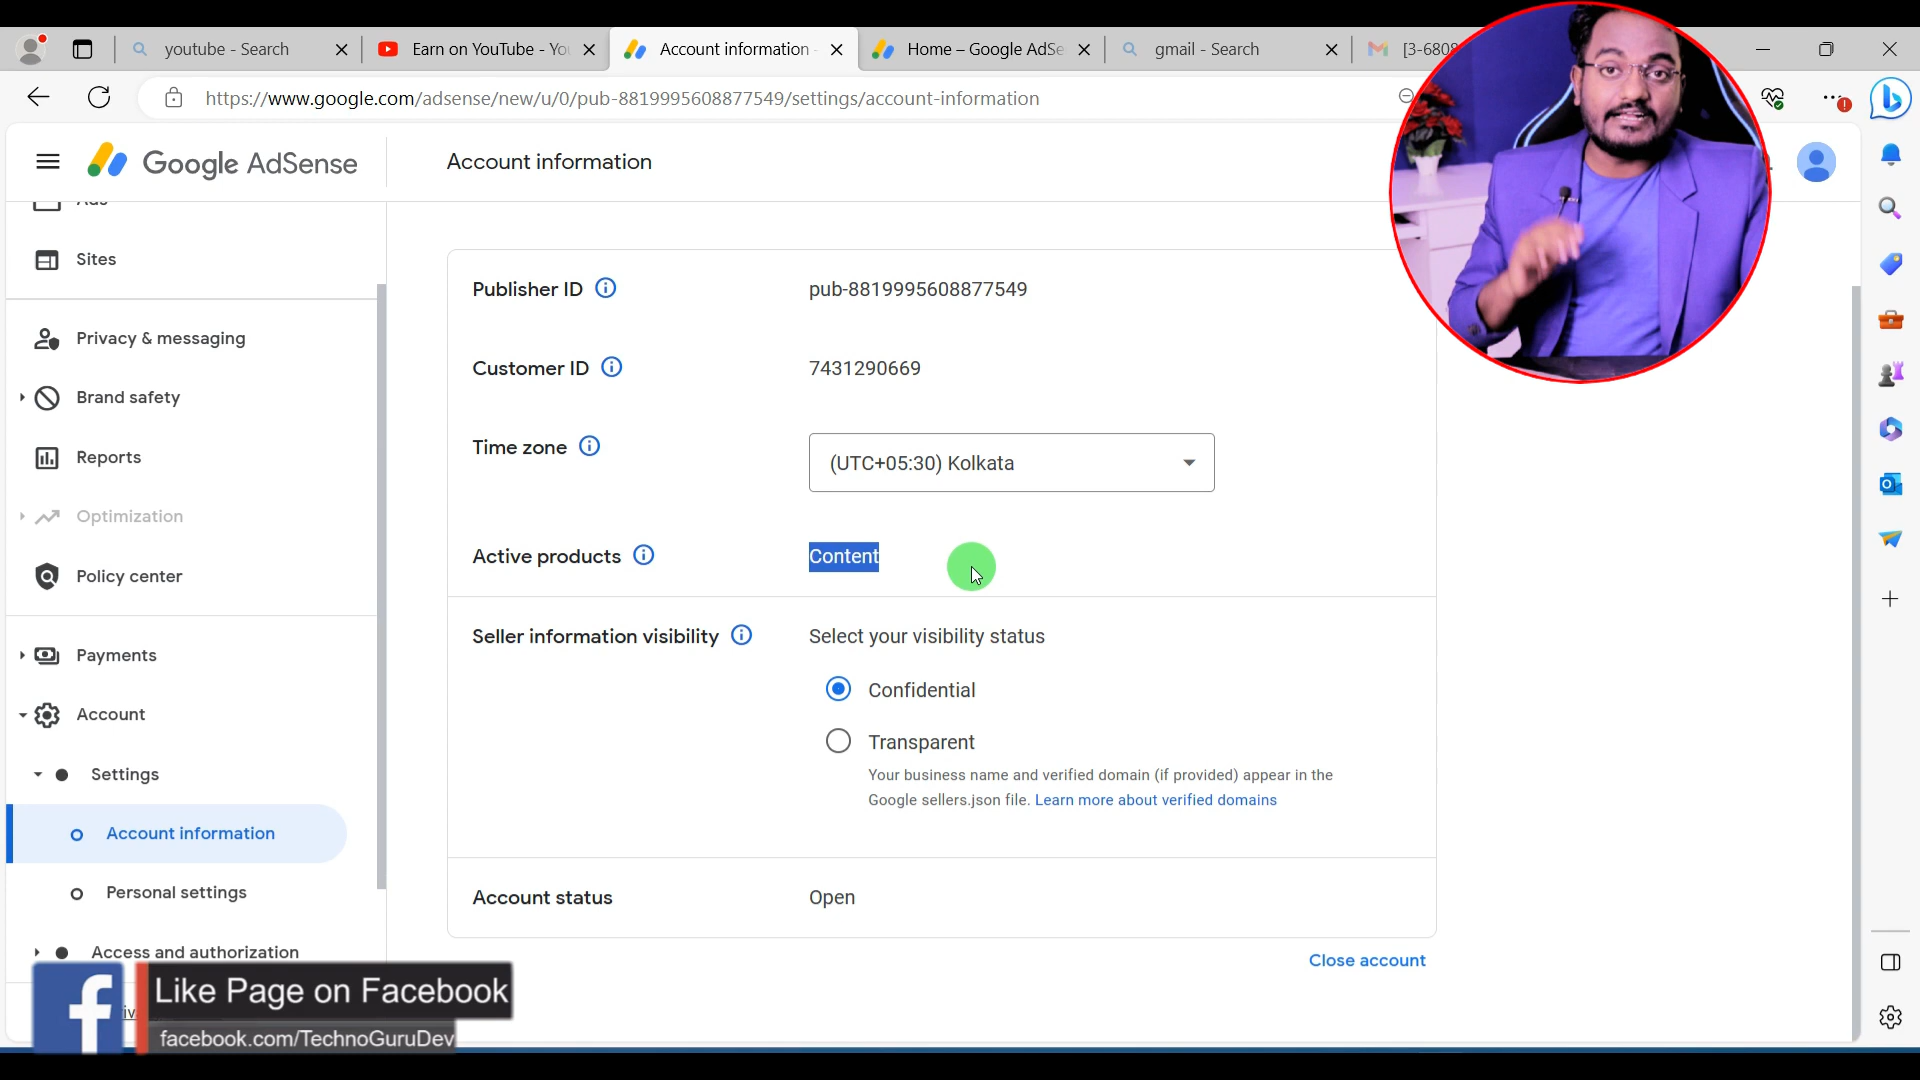 youtube - Search
Earn on YouTube - Yo
Account information -
Home – Google AdSe
gmail - Search
[3-6808
https://www.google.com/adsense/new/u/0/pub-8819995608877549/settings/account-information
Google AdSense
Account information
Ads
Sites
Privacy & messaging
Brand safety
Reports
Optimization
Policy center
Payments
Account
Settings
Account information
Personal settings
Access and authorization
Publisher ID
pub-8819995608877549
Customer ID
7431290669
Time zone
(UTC+05:30) Kolkata
Active products
Content
Seller information visibility
Select your visibility status
Confidential
Transparent
Your business name and verified domain (if provided) appear in the
Google sellers.json file. Learn more about verified domains
Account status
Open
Close account
Like Page on Facebook
facebook.com/TechnoGuruDev